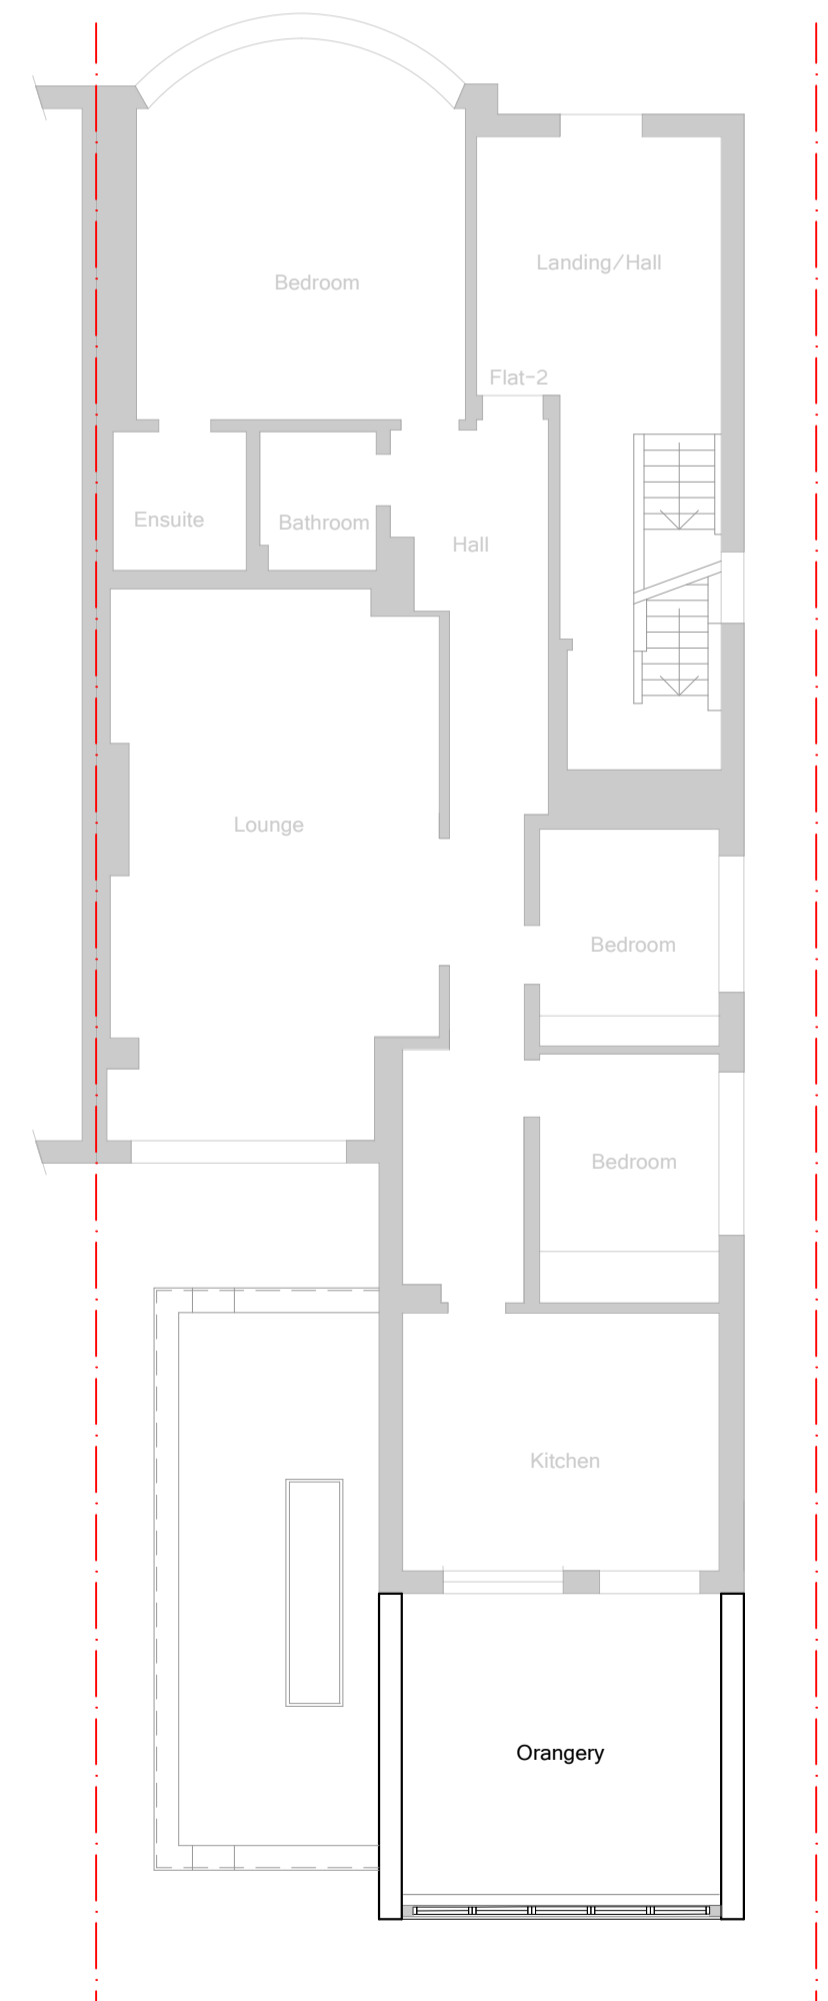 Landing/Hall
Bedroom
Flat-2
Ensuite
Bathroom
Hall
Lounge
Bedroom
Bedroom
Kitchen
Orangery